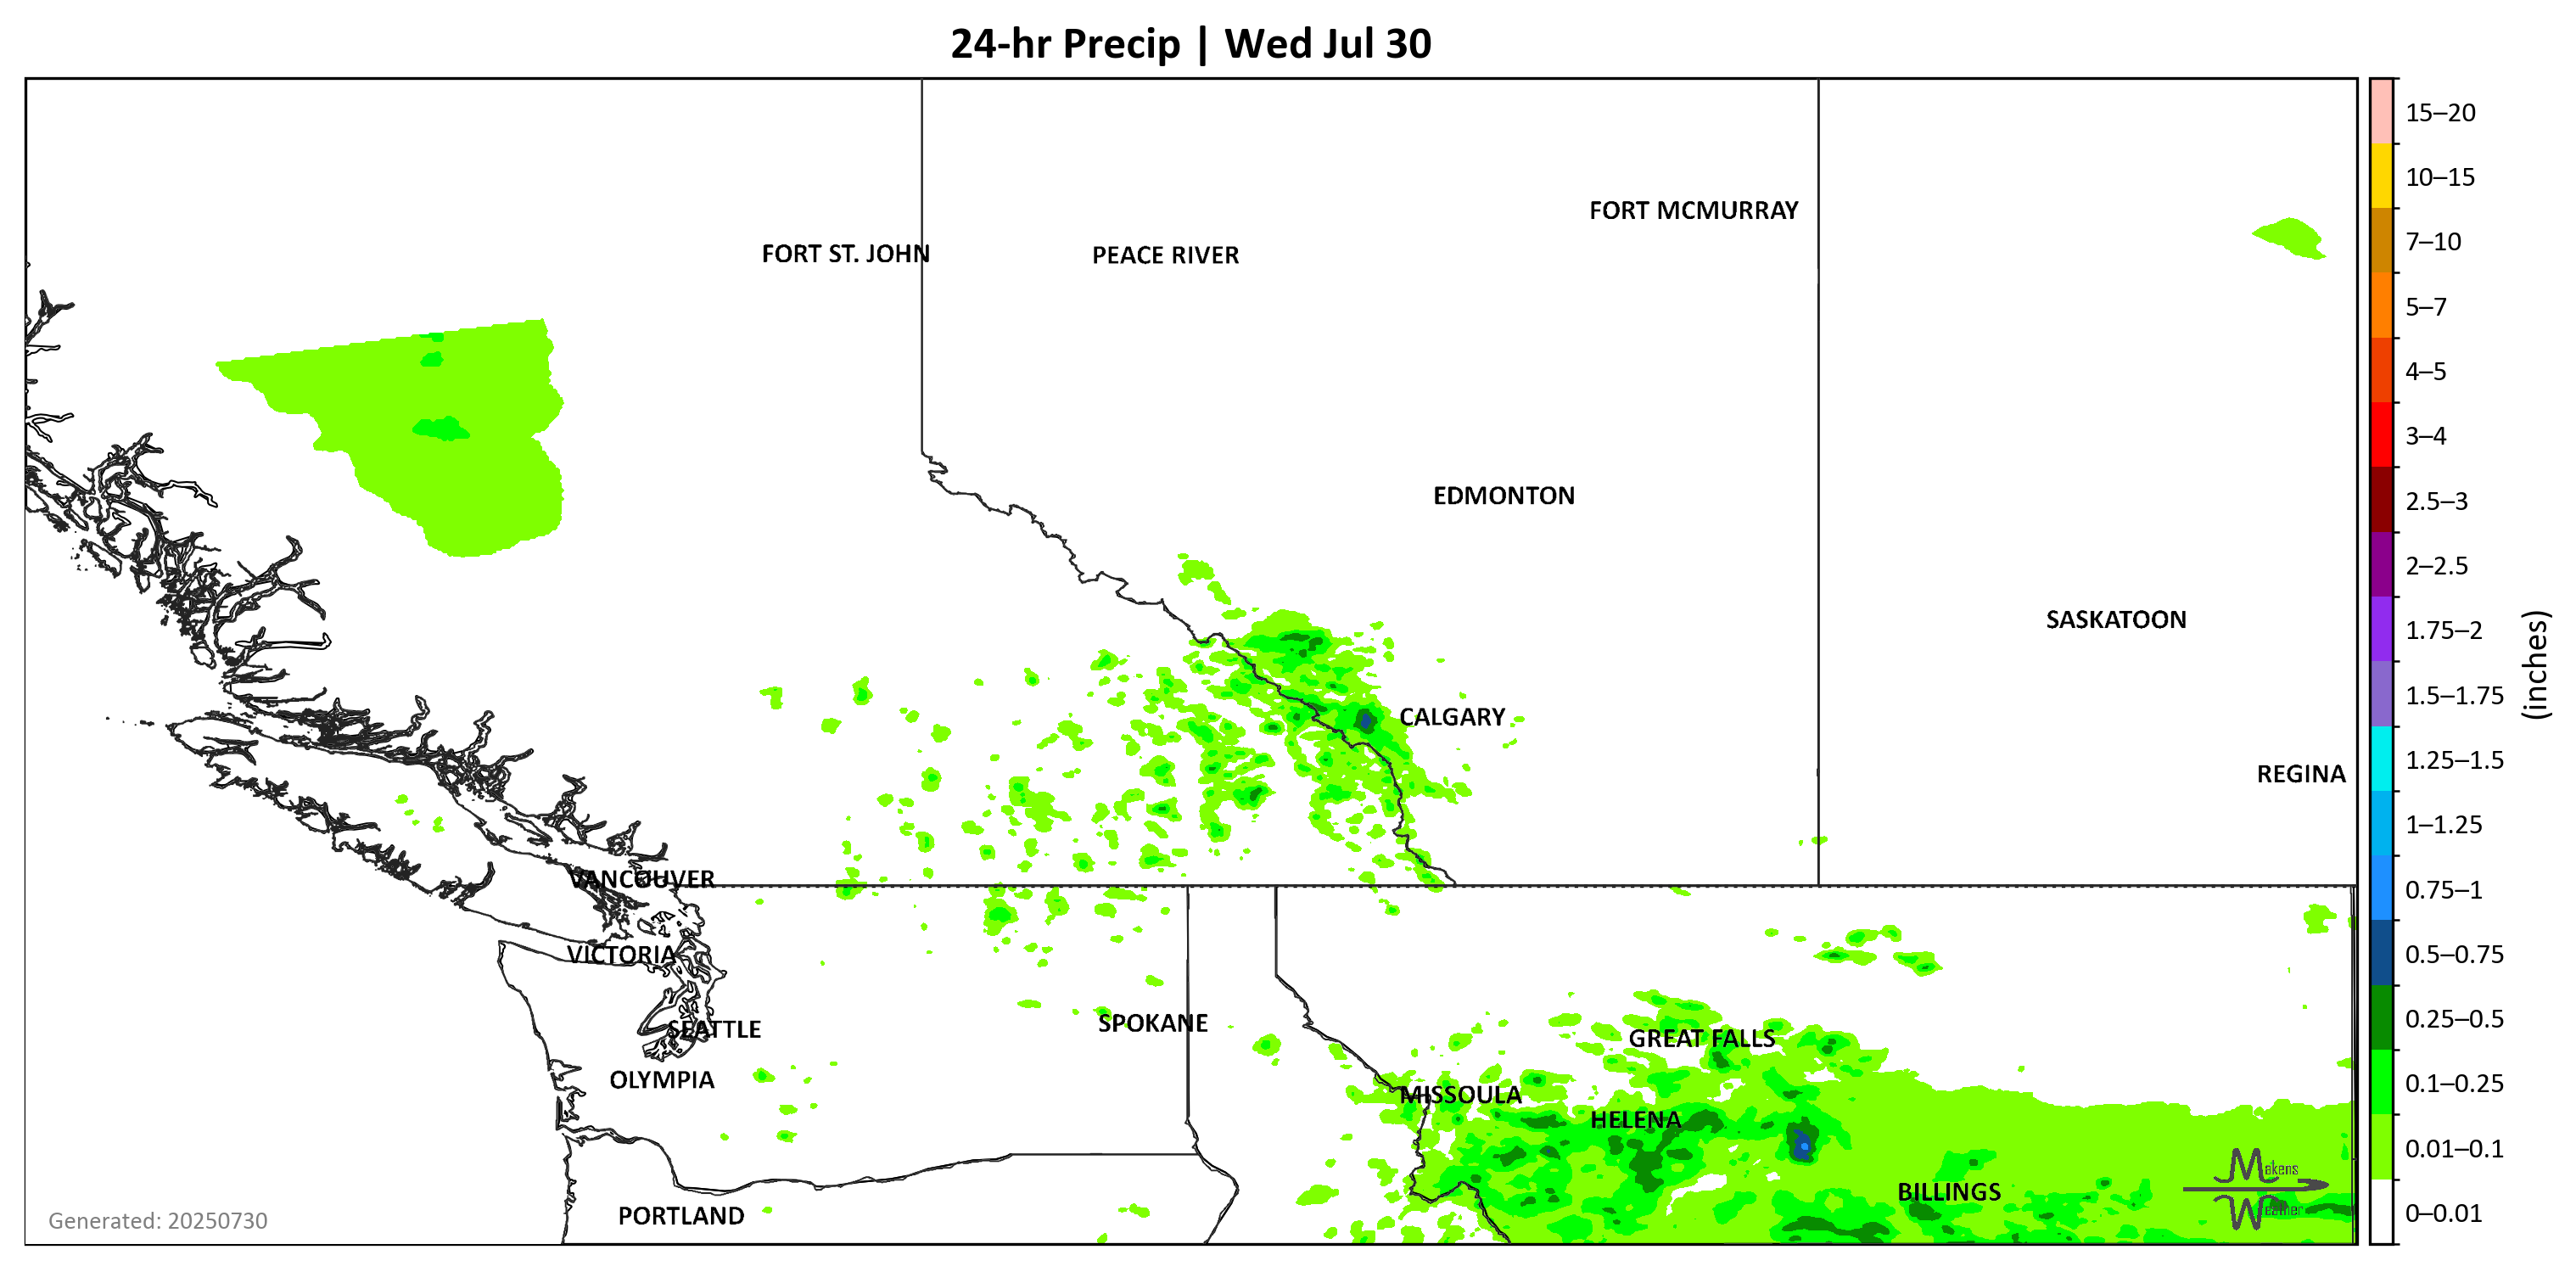 24-hr Precip | Wed Jul 30
FORT MCMURRAY
FORT ST. JOHN
PEACE RIVER
EDMONTON
SASKATOON
CALGARY
REGINA
VANCOUVER
VICTORIA
SPOKANE
SEATTLE
GREAT FALLS
OLYMPIA
MISSOULA
HELENA
BILLINGS
PORTLAND
Makens
Weather
Generated: 20250730
15–20
10–15
7–10
5–7
4–5
3–4
2.5–3
2–2.5
1.75–2
1.5–1.75
1.25–1.5
1–1.25
0.75–1
0.5–0.75
0.25–0.5
0.1–0.25
0.01–0.1
0–0.01
(inches)